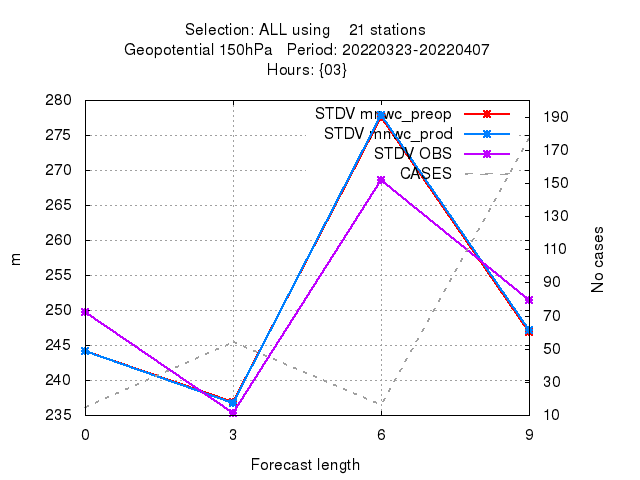 Selection: ALL using 21 stations
Geopotential 150hPa Period: 20220323-20220407
Hours: {03}
STDV mnwc_preop
STDV mnwc_prod
STDV OBS
CASES
280
275
270
265
260
255
250
245
240
235
m
190
170
150
130
110
90
70
50
30
10
No cases
0 3 6 9
Forecast length